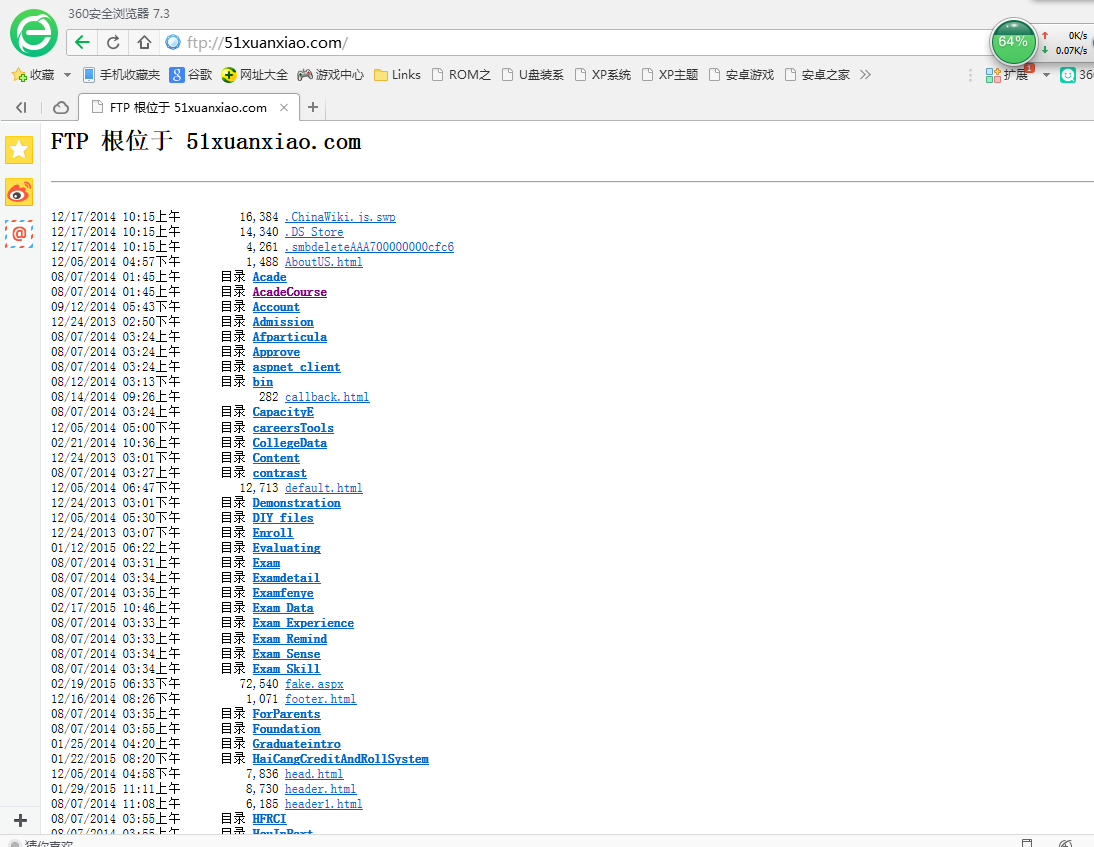 360安全浏览器 7.3
ftp://51xuanxiao.com/
64%
0K/s
0.07K/s
收藏 手机收藏夹 谷歌 网址大全 游戏中心 Links ROM之 U盘装系 XP系统 XP主题 安卓游戏 安卓之家 扩展 1 360
FTP 根位于 51xuanxiao.com
FTP 根位于 51xuanxiao.com
12/17/2014 10:15上午 16,384 .ChinaWiki.js.swp
12/17/2014 10:15上午 14,340 .DS_Store
12/17/2014 10:15上午 4,261 .smbdeleteAAA700000000cfc6
12/05/2014 04:57下午 1,488 AboutUS.html
08/07/2014 01:45上午 目录 Acade
08/07/2014 01:45上午 目录 AcadeCourse
09/12/2014 05:43下午 目录 Account
12/24/2013 02:50下午 目录 Admission
08/07/2014 03:24上午 目录 Afparticula
08/07/2014 03:24上午 目录 Approve
08/07/2014 03:24上午 目录 aspnet_client
08/12/2014 03:13下午 目录 bin
08/14/2014 09:26上午 282 callback.html
08/07/2014 03:24上午 目录 CapacityE
12/05/2014 05:00下午 目录 careersTools
02/21/2014 10:36上午 目录 CollegeData
12/24/2013 03:01下午 目录 Content
08/07/2014 03:27上午 目录 contrast
12/05/2014 06:47下午 12,713 default.html
12/24/2013 03:01下午 目录 Demonstration
12/05/2014 05:30下午 目录 DIY_files
12/24/2013 03:07下午 目录 Enroll
01/12/2015 06:22上午 目录 Evaluating
08/07/2014 03:31上午 目录 Exam
08/07/2014 03:34上午 目录 Examdetail
08/07/2014 03:35上午 目录 Examfenye
02/17/2015 10:46上午 目录 Exam_Data
08/07/2014 03:33上午 目录 Exam_Experience
08/07/2014 03:33上午 目录 Exam_Remind
08/07/2014 03:34上午 目录 Exam_Sense
08/07/2014 03:34上午 目录 Exam_Skill
02/19/2015 06:33下午 72,540 fake.aspx
12/16/2014 08:26下午 1,071 footer.html
08/07/2014 03:35上午 目录 ForParents
08/07/2014 03:55上午 目录 Foundation
01/25/2014 04:20上午 目录 Graduateintro
01/22/2015 08:20下午 目录 HaiCangCreditAndRollSystem
12/05/2014 04:58下午 7,836 head.html
01/29/2015 11:11上午 8,730 header.html
08/07/2014 11:08上午 6,185 header1.html
08/07/2014 03:55上午 目录 HFRCI
08/07/2014 03:55上午 目录
猜你喜欢